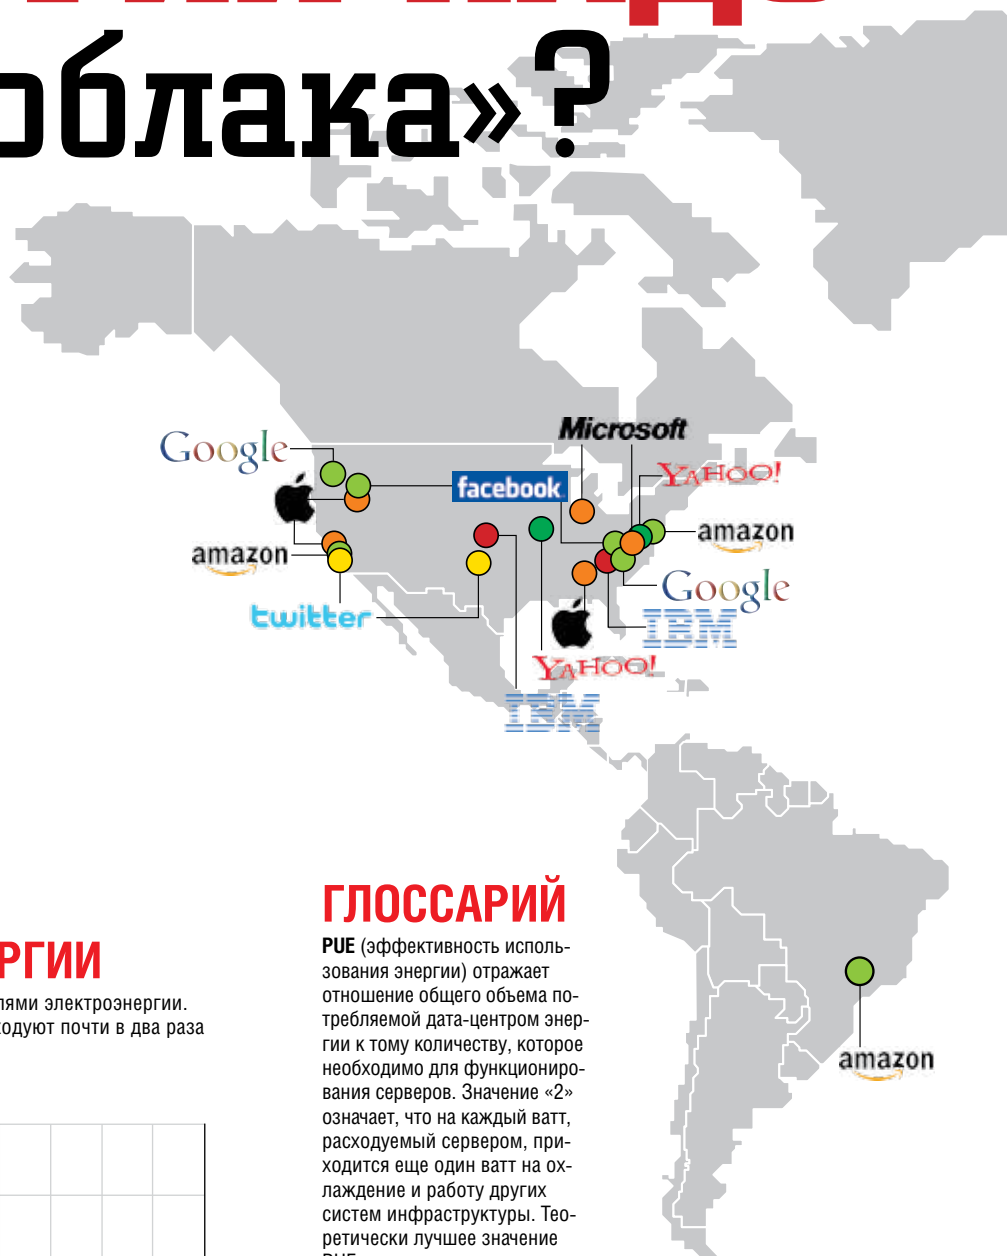 облака»?
Google
Microsoft
facebook
YAHOO!
amazon
amazon
Google
twitter
IBM
YAHOO!
IBM
amazon
РГИИ
лями электроэнергии.
ходуют почти в два раза
ГЛОССАРИЙ
PUE (эффективность исполь-
зования энергии) отражает
отношение общего объема по-
требляемой дата-центром энер-
гии к тому количеству, которое
необходимо для функциониро-
вания серверов. Значение «2»
означает, что на каждый ватт,
расходуемый сервером, при-
ходится еще один ватт на ох-
лаждение и работу других
систем инфраструктуры. Тео-
ретически лучшее значение